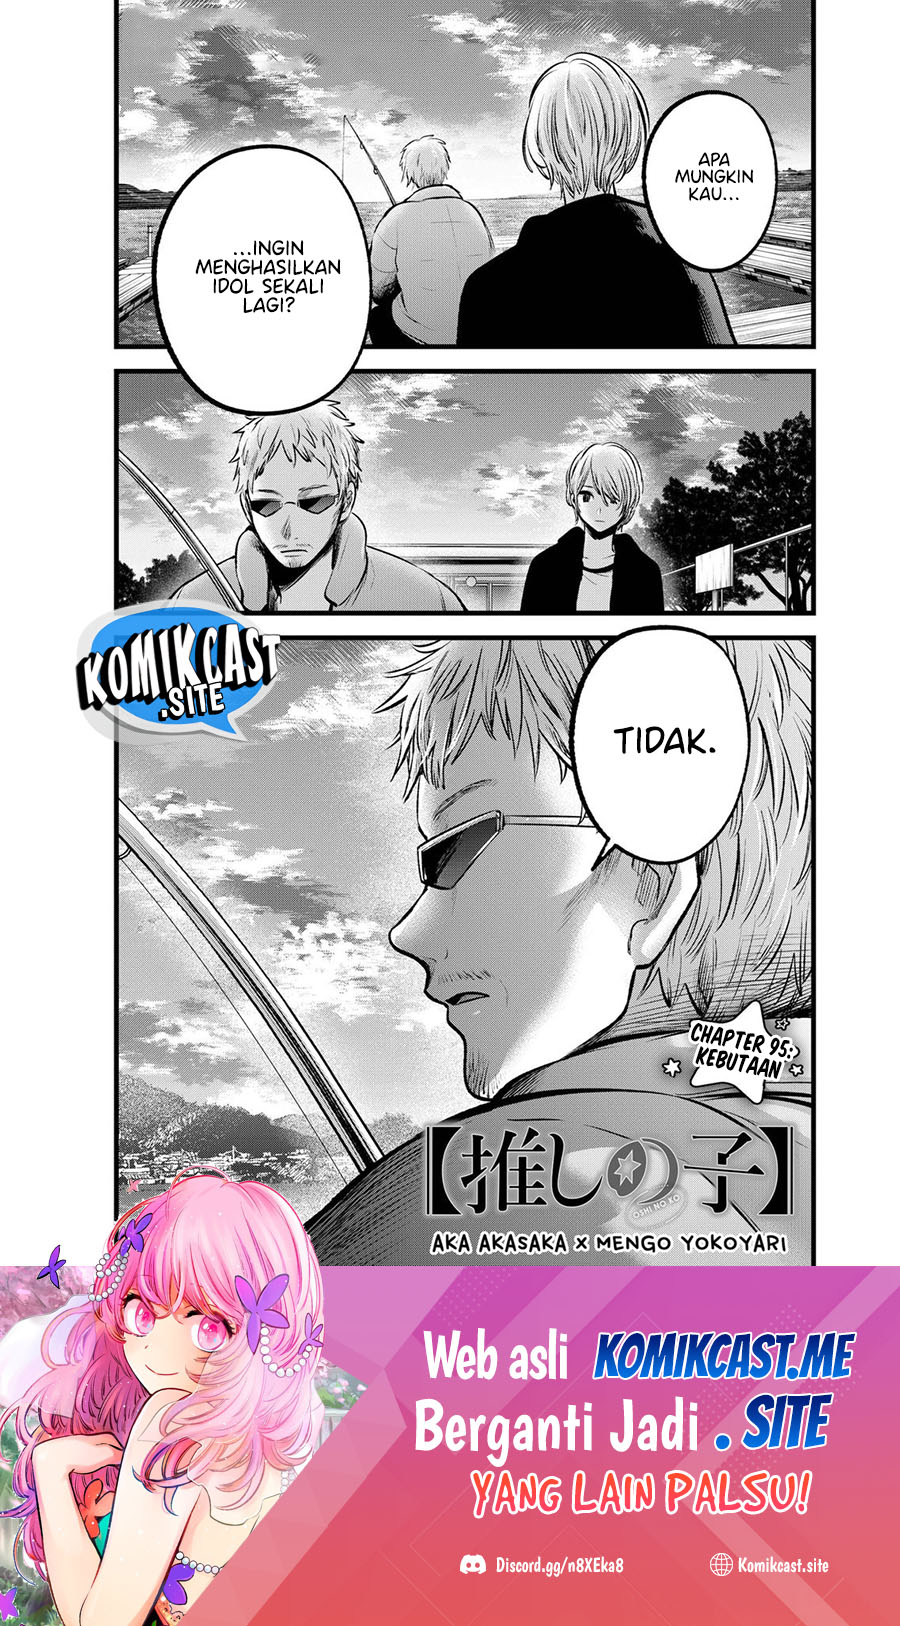 APA
MUNGKIN
KAU...
...INGIN
MENGHASILKAN
IDOL SEKALI
LAGI?
KOMIKCAST
.SITE
TIDAK.
CHAPTER 95:
KEBUTAAN
【推しの子】
OSHI NO KO
AKA AKASAKA x MENGO YOKOYARI
Web asli KOMIKCAST.ME
Berganti Jadi .SITE
YANG LAIN PALSU!
Discord.gg/n8XEka8
Komikcast.site